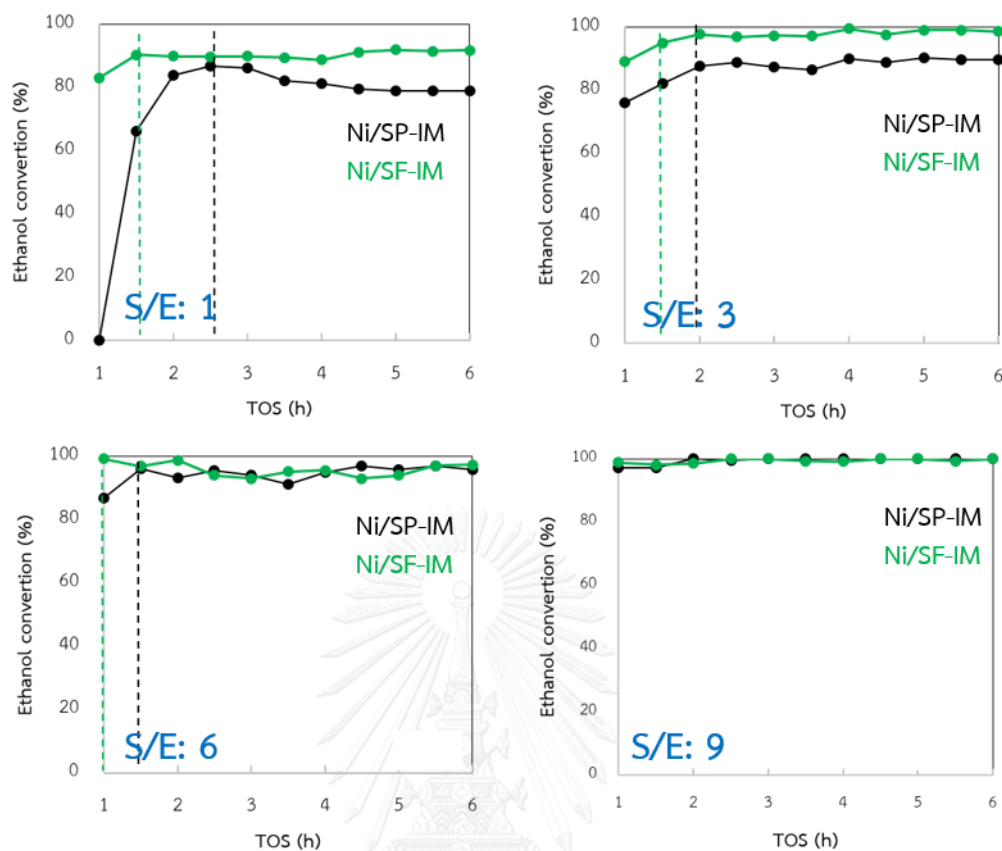 100
80
60
40
20
0
Ethanol convertion (%)
Ni/SP-IM
Ni/SF-IM
S/E: 1
1 2 3 4 5 6
TOS (h)
100
80
60
40
20
0
Ethanol convertion (%)
Ni/SP-IM
Ni/SF-IM
S/E: 3
1 2 3 4 5 6
TOS (h)
100
80
60
40
20
0
Ethanol convertion (%)
Ni/SP-IM
Ni/SF-IM
S/E: 6
1 2 3 4 5 6
TOS (h)
100
80
60
40
20
0
Ethanol convertion (%)
Ni/SP-IM
Ni/SF-IM
S/E: 9
1 2 3 4 5 6
TOS (h)